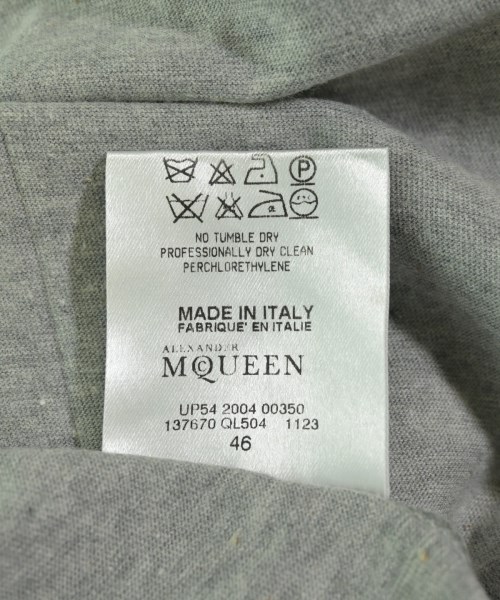 P
NO TUMBLE DRY
PROFESSIONALLY DRY CLEAN
PERCHLORETHYLENE
MADE IN ITALY
FABRIQUE' EN ITALIE
ALEXANDER
MCQUEEN
UP54 2004 00350
137670 QL504 1123
46